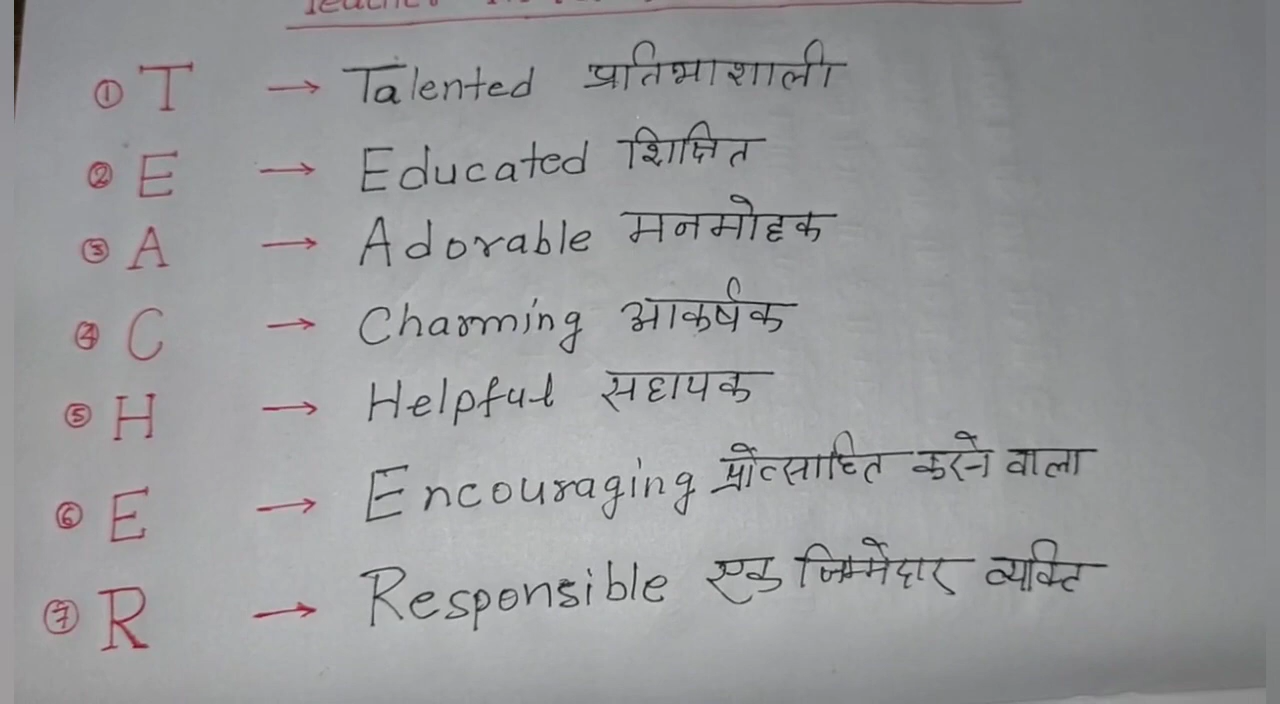 ① T → Talented प्रतिभाशाली
② E → Educated शिक्षित
③ A → Adorable मनमोहक
④ C → Charming आकर्षक
⑤ H → Helpful सहायक
⑥ E → Encouraging प्रोत्साहित करने वाला
⑦ R → Responsible एक जिम्मेदार व्यक्ति